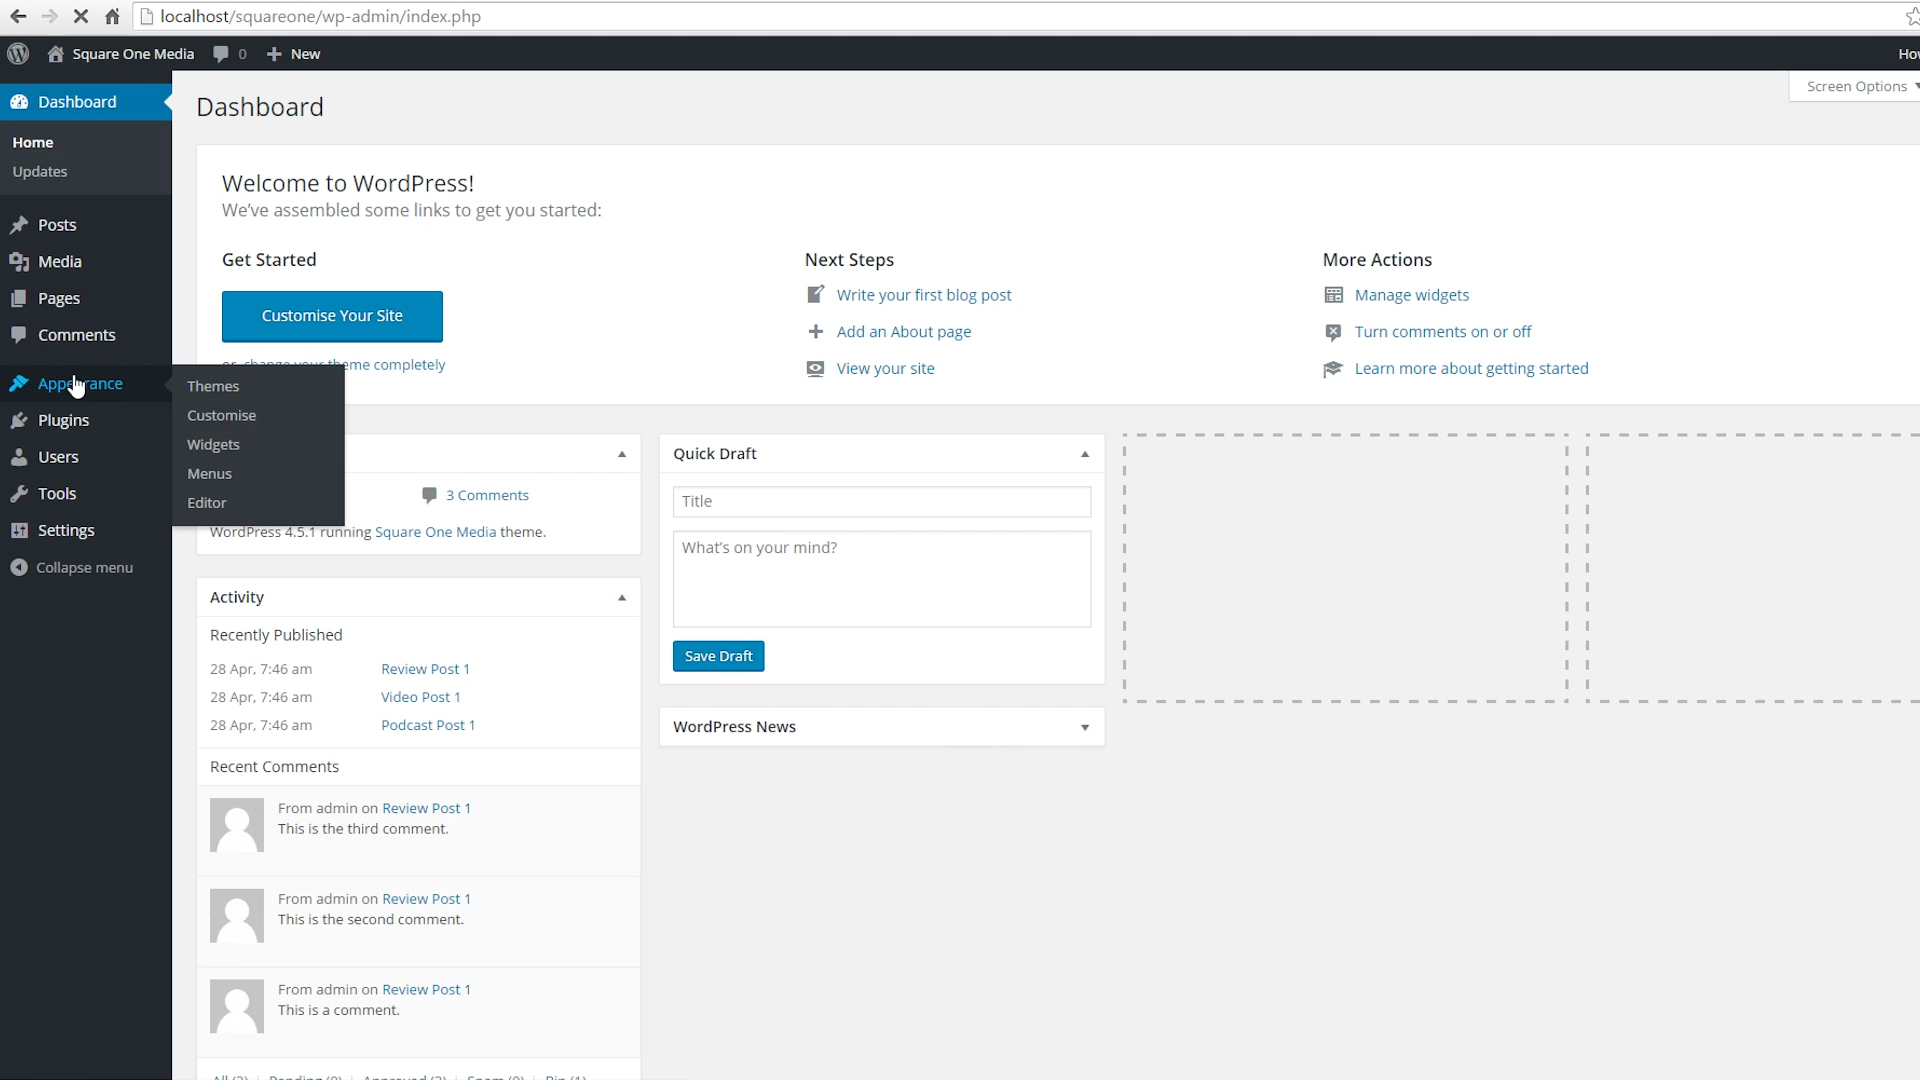 localhost/squareone/wp-admin/index.php
Square One Media 0 New
Dashboard
Home
Updates
Posts
Media
Pages
Comments
Appearance
Plugins
Users
Tools
Settings
Collapse menu
Themes
Customise
Widgets
Menus
Editor
Screen Options
Dashboard
Welcome to WordPress!
We've assembled some links to get you started:
Get Started
Customise Your Site
theme completely
Next Steps
Write your first blog post
Add an About page
View your site
More Actions
Manage widgets
Turn comments on or off
Learn more about getting started
3 Comments
WordPress 4.5.1 running Square One Media theme.
Activity
Recently Published
28 Apr, 7:46 am Review Post 1
28 Apr, 7:46 am Video Post 1
28 Apr, 7:46 am Podcast Post 1
Recent Comments
From admin on Review Post 1
This is the third comment.
From admin on Review Post 1
This is the second comment.
From admin on Review Post 1
This is a comment.
Quick Draft
Title
What's on your mind?
Save Draft
WordPress News